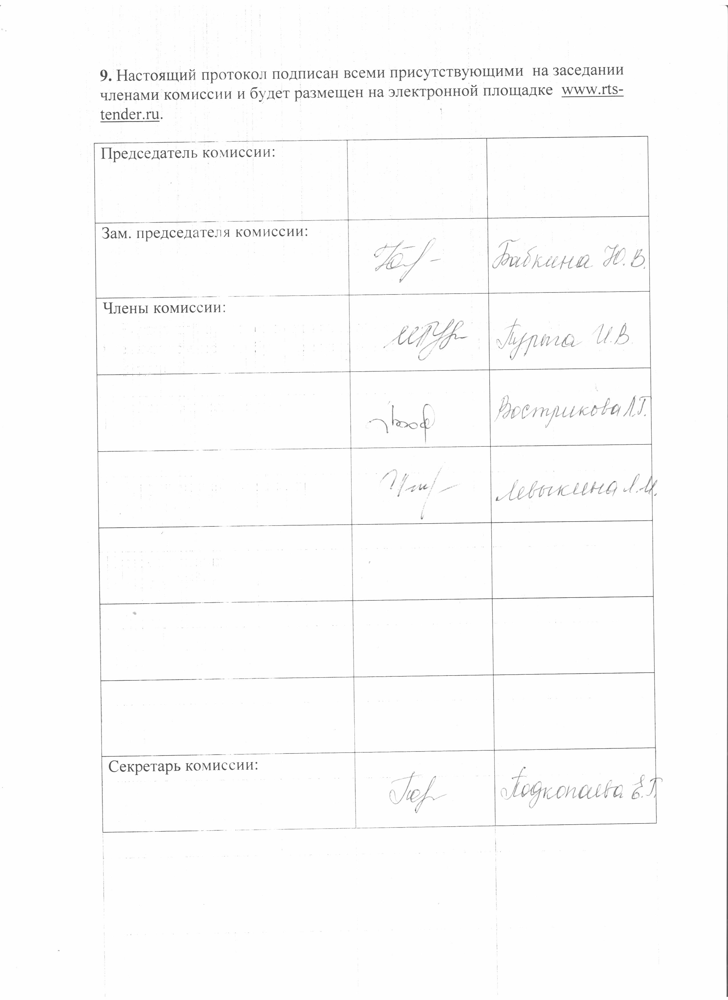 9. Настоящий протокол подписан всеми присутствующими на заседании
членами комиссии и будет размещен на электронной площадке www.rts-
tender.ru.
Председатель комиссии:
Зам. председателя комиссии:
Бабкина Ю.В.
Члены комиссии:
Пурыга И.В.
Вострикова Л.Г.
Левыкина Л.И.
Секретарь комиссии:
Подкопаева Е.Г.